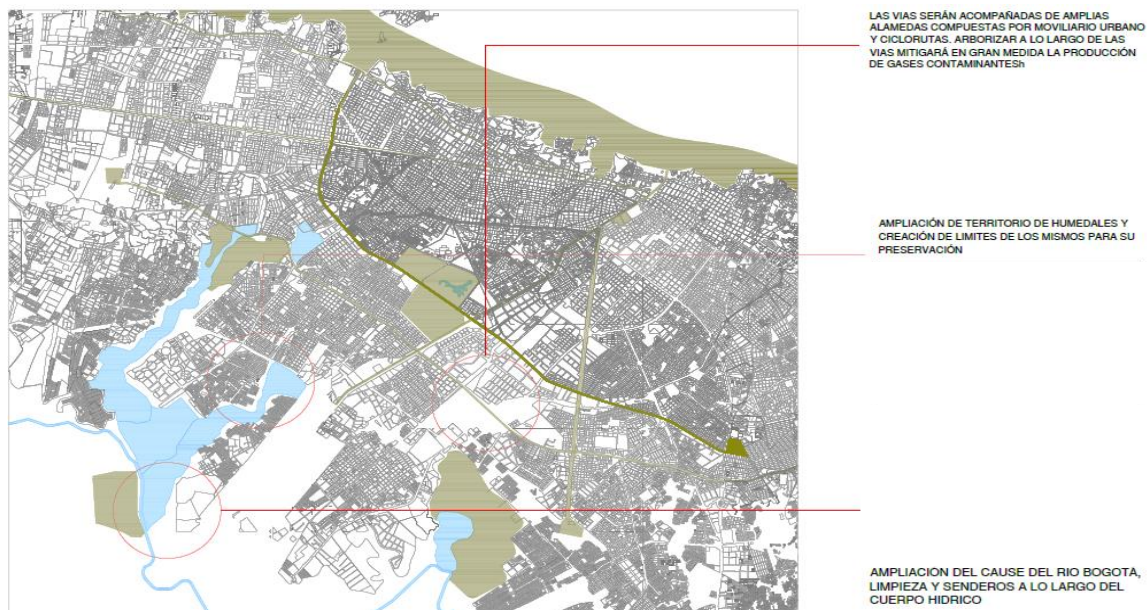 LAS VIAS SERÁN ACOMPAÑADAS DE AMPLIAS
ALAMEDAS COMPUESTAS POR MOVILIARIO URBANO
Y CICLORUTAS. ARBORIZAR A LO LARGO DE LAS
VIAS MITIGARÁ EN GRAN MEDIDA LA PRODUCCIÓN
DE GASES CONTAMINANTESh
AMPLIACIÓN DE TERRITORIO DE HUMEDALES Y
CREACIÓN DE LIMITES DE LOS MISMOS PARA SU
PRESERVACIÓN
AMPLIACION DEL CAUSE DEL RIO BOGOTÁ,
LIMPIEZA Y SENDEROS A LO LARGO DEL
CUERPO HIDRICO